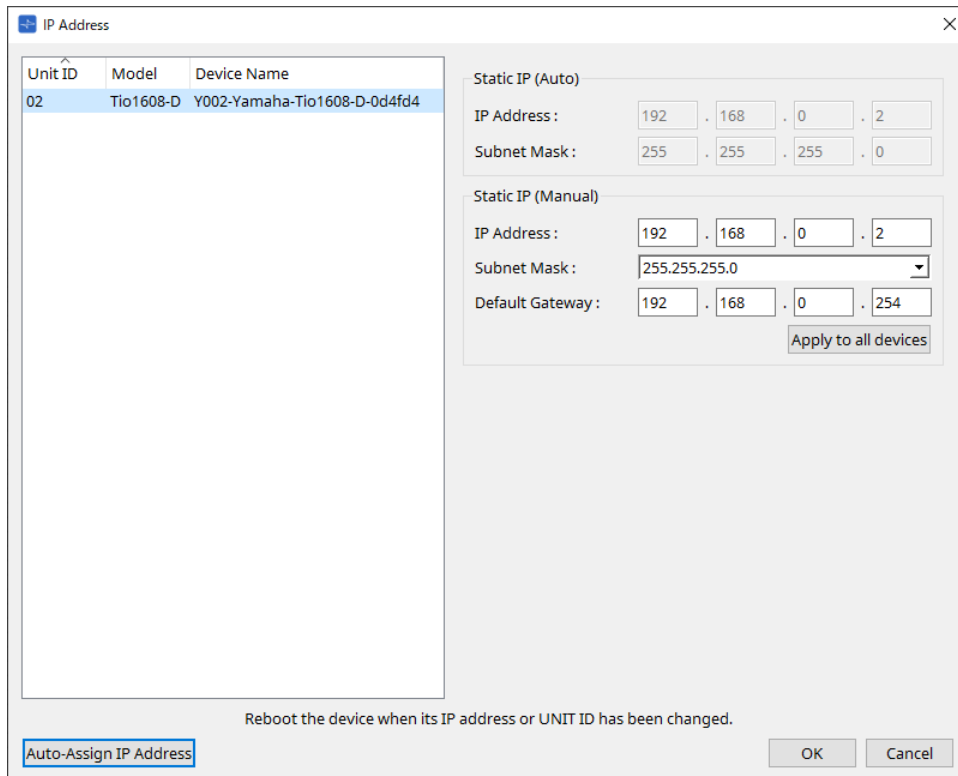 IP Address
Unit ID Model Device Name
02 Tio1608-D Y002-Yamaha-Tio1608-D-0d4fd4
Static IP (Auto)
IP Address : 192 . 168 . 0 . 2
Subnet Mask : 255 . 255 . 255 . 0
Static IP (Manual)
IP Address : 192 . 168 . 0 . 2
Subnet Mask : 255.255.255.0
Default Gateway : 192 . 168 . 0 . 254
Apply to all devices
Reboot the device when its IP address or UNIT ID has been changed.
Auto-Assign IP Address OK Cancel